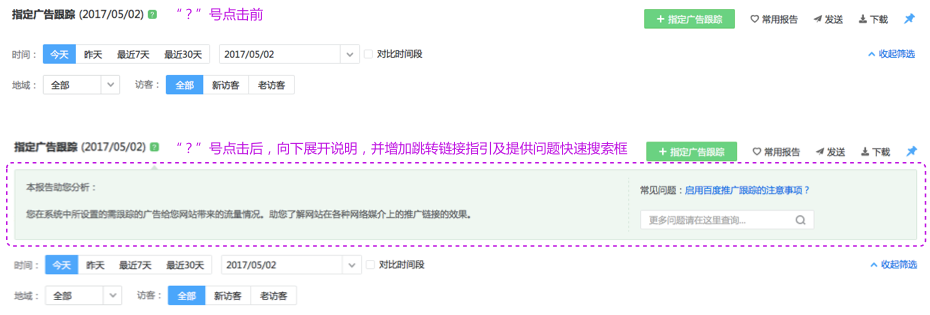 指定广告跟踪 (2017/05/02) ? “？”号点击前 + 指定广告跟踪 常用报告 发送 下载
时间： 今天 昨天 最近7天 最近30天 2017/05/02 对比时间段 收起筛选
地域： 全部 访客： 全部 新访客 老访客
指定广告跟踪 (2017/05/02) ? “？”号点击后，向下展开说明，并增加跳转链接指引及提供问题快速搜索框 + 指定广告跟踪 常用报告 发送 下载
本报告助您分析： 常见问题：启用百度推广跟踪的注意事项？
您在系统中所设置的需跟踪的广告给您网站带来的流量情况。助您了解网站在各种网络媒介上的推广链接的效果。 更多问题请在这里查询...
时间： 今天 昨天 最近7天 最近30天 2017/05/02 对比时间段 收起筛选
地域： 全部 访客： 全部 新访客 老访客